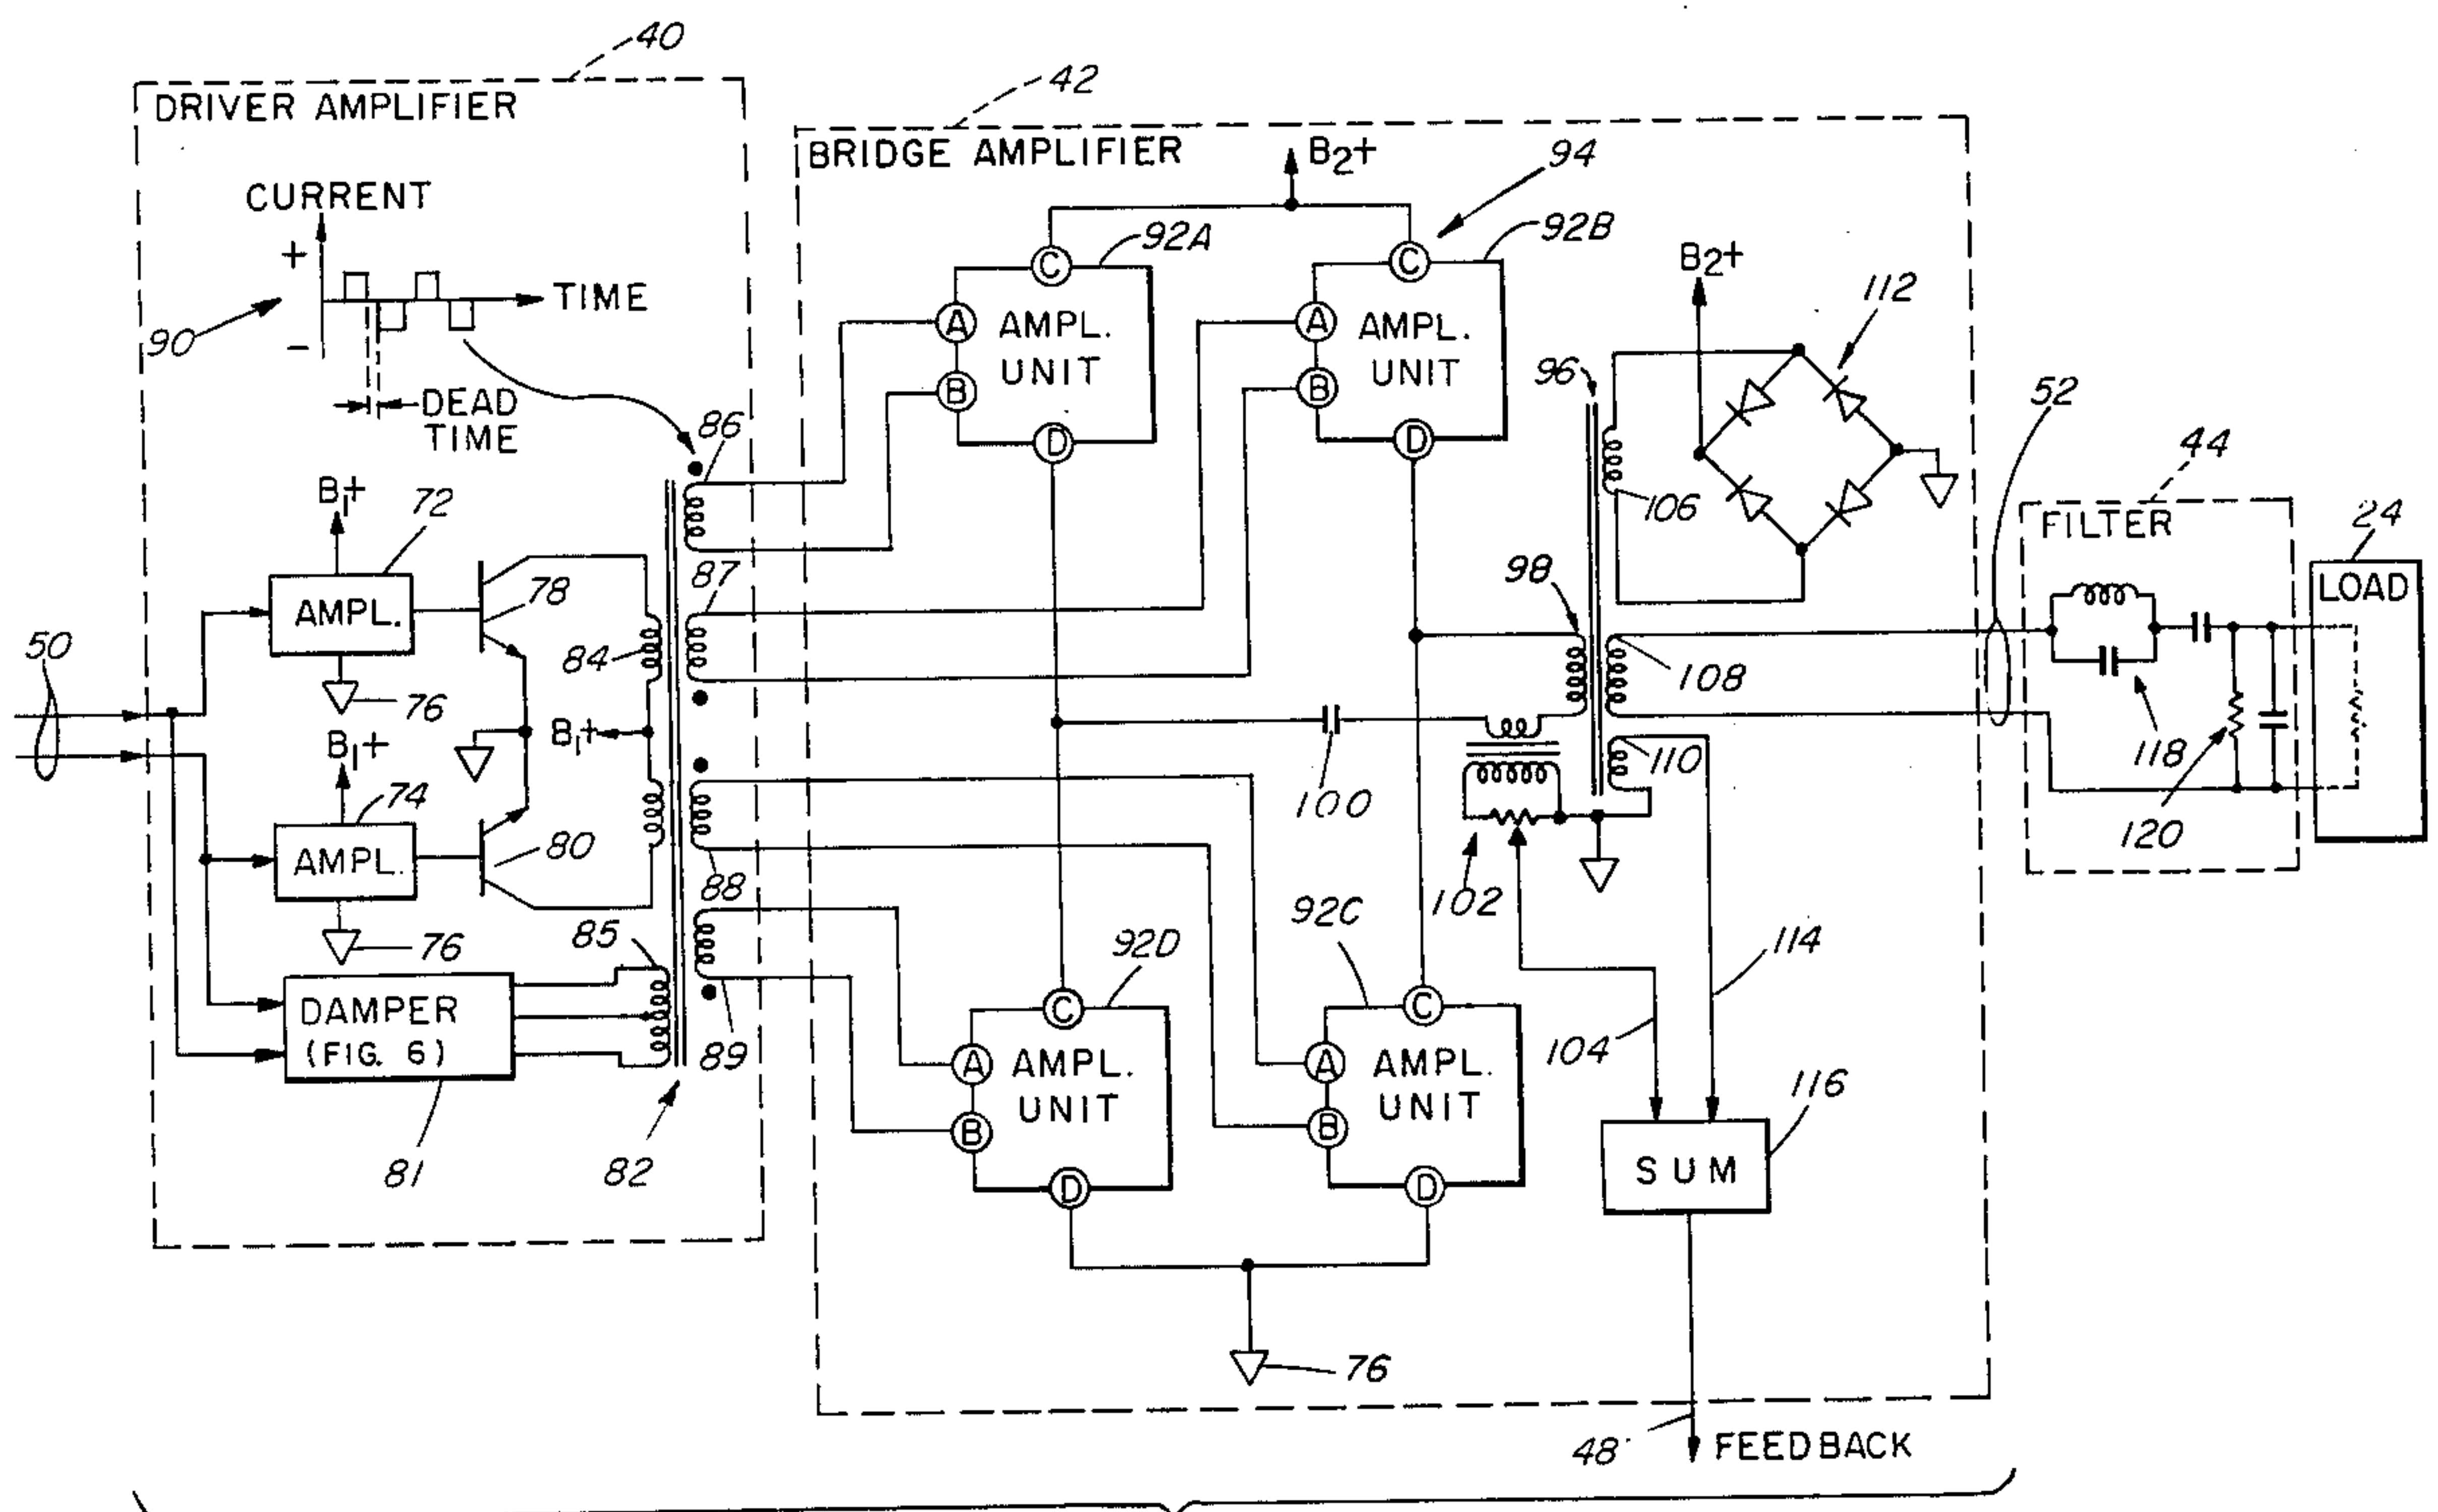 40
DRIVER AMPLIFIER
42
BRIDGE AMPLIFIER
B2+
94
CURRENT
+
-
TIME
90
DEAD
TIME
92A
C
A
B
D
AMPL.
UNIT
92B
C
A
B
D
AMPL.
UNIT
B2+
112
96
106
52
44
FILTER
24
LOAD
86
87
B1+
72
AMPL.
78
84
76
50
B1+
B1+
74
AMPL.
80
76
88
85
DAMPER
(FIG. 6)
81
82
89
98
108
100
110
118
120
102
92D
C
A
B
D
AMPL.
UNIT
92C
C
A
B
D
AMPL.
UNIT
104
114
116
SUM
76
48
FEEDBACK